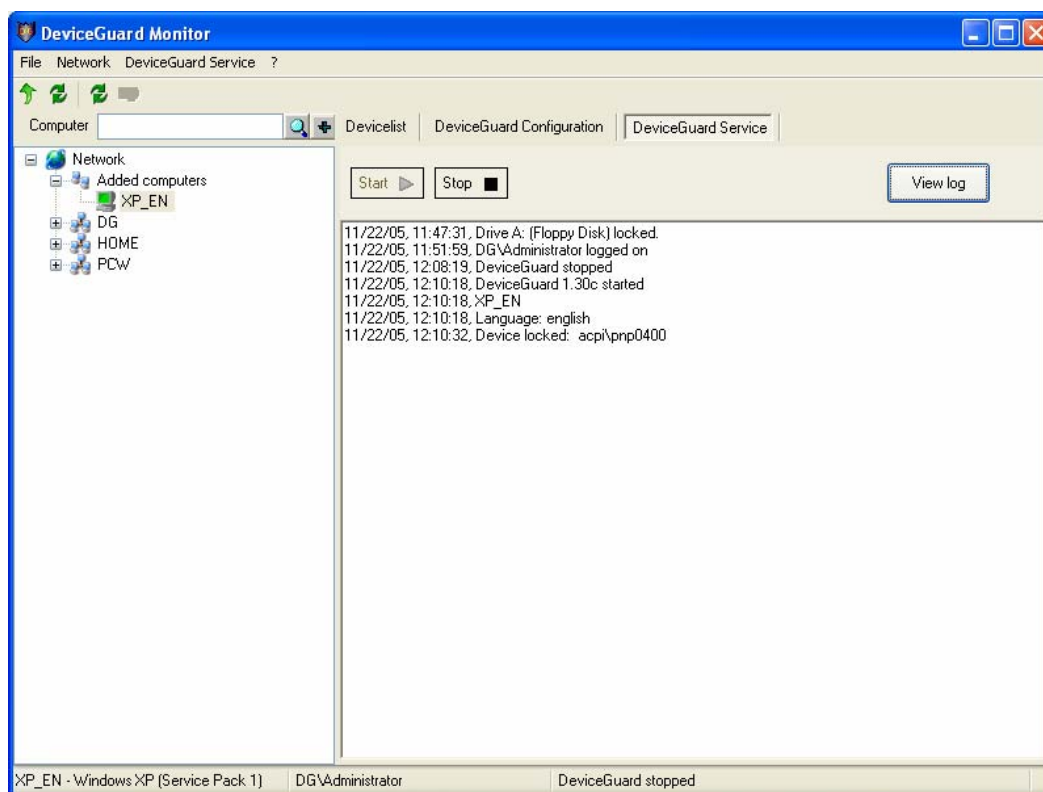 DeviceGuard Monitor
File Network DeviceGuard Service ?
Computer Devicelist DeviceGuard Configuration DeviceGuard Service
Network
Added computers
XP_EN
DG
HOME
PCW
Start Stop View log
11/22/05, 11:47:31, Drive A: (Floppy Disk) locked.
11/22/05, 11:51:59, DG\Administrator logged on
11/22/05, 12:08:19, DeviceGuard stopped
11/22/05, 12:10:18, DeviceGuard 1.30c started
11/22/05, 12:10:18, XP_EN
11/22/05, 12:10:18, Language: english
11/22/05, 12:10:32, Device locked: acpi\pnp0400
XP_EN - Windows XP (Service Pack 1) DG\Administrator DeviceGuard stopped